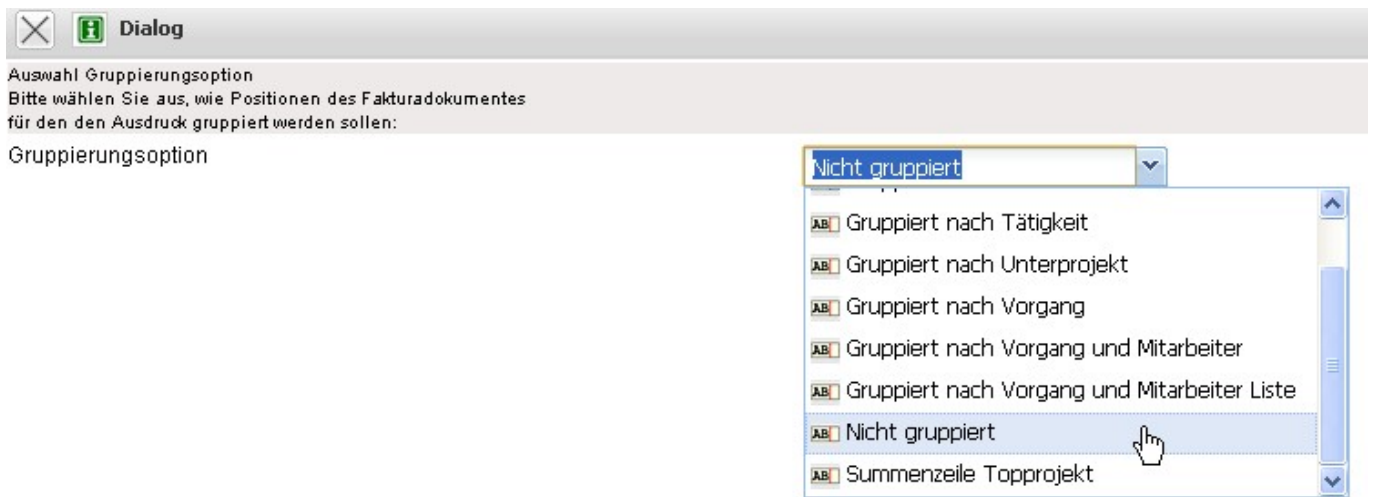 Dialog
Auswahl Gruppierungsoption
Bitte wählen Sie aus, wie Positionen des Fakturadokumentes
für den den Ausdruck gruppiert werden sollen:
Gruppierungsoption
Nicht gruppiert
Gruppiert nach Tätigkeit
Gruppiert nach Unterprojekt
Gruppiert nach Vorgang
Gruppiert nach Vorgang und Mitarbeiter
Gruppiert nach Vorgang und Mitarbeiter Liste
Nicht gruppiert
Summenzeile Topprojekt